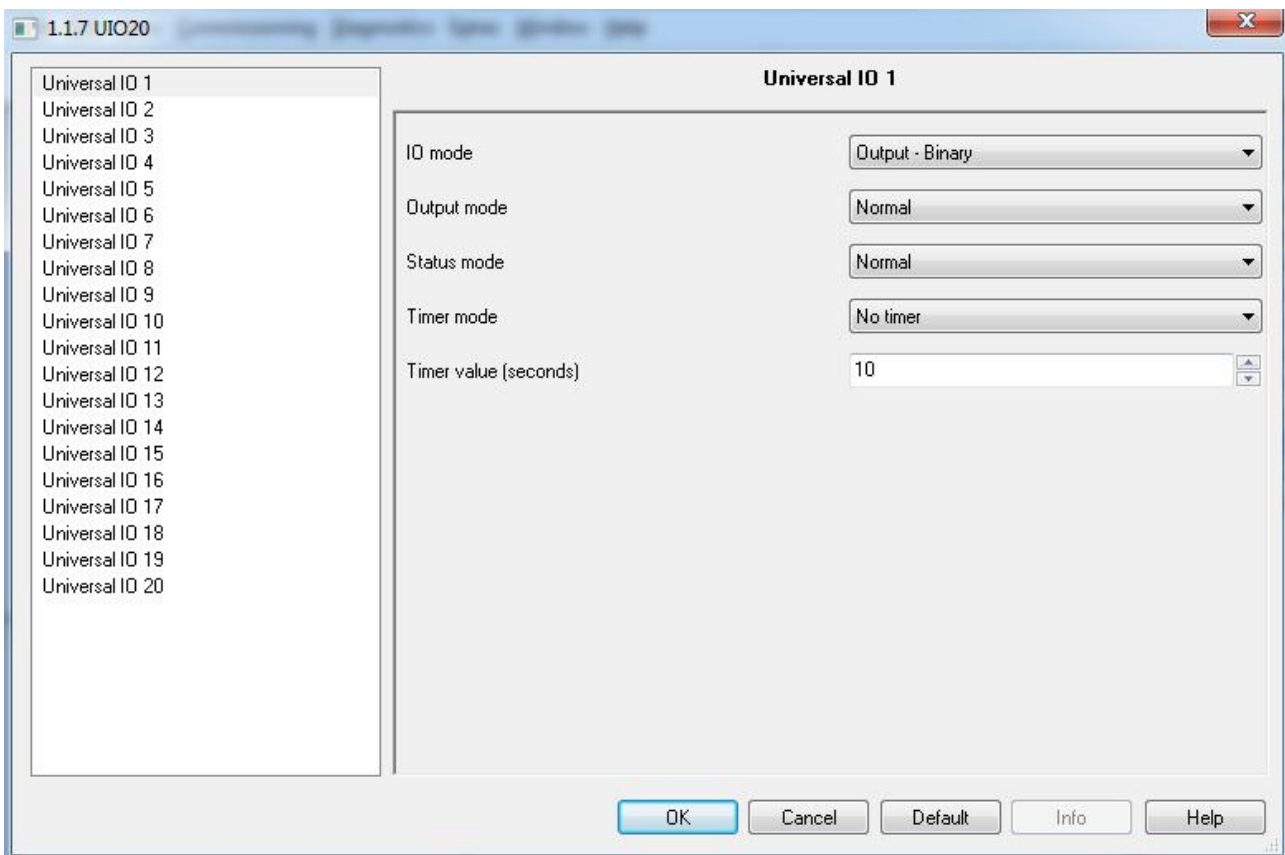 1.1.7 UIO20
Universal IO 1
Universal IO 2
Universal IO 3
Universal IO 4
Universal IO 5
Universal IO 6
Universal IO 7
Universal IO 8
Universal IO 9
Universal IO 10
Universal IO 11
Universal IO 12
Universal IO 13
Universal IO 14
Universal IO 15
Universal IO 16
Universal IO 17
Universal IO 18
Universal IO 19
Universal IO 20
Universal IO 1
IO mode Output - Binary
Output mode Normal
Status mode Normal
Timer mode No timer
Timer value (seconds) 10
OK Cancel Default Info Help